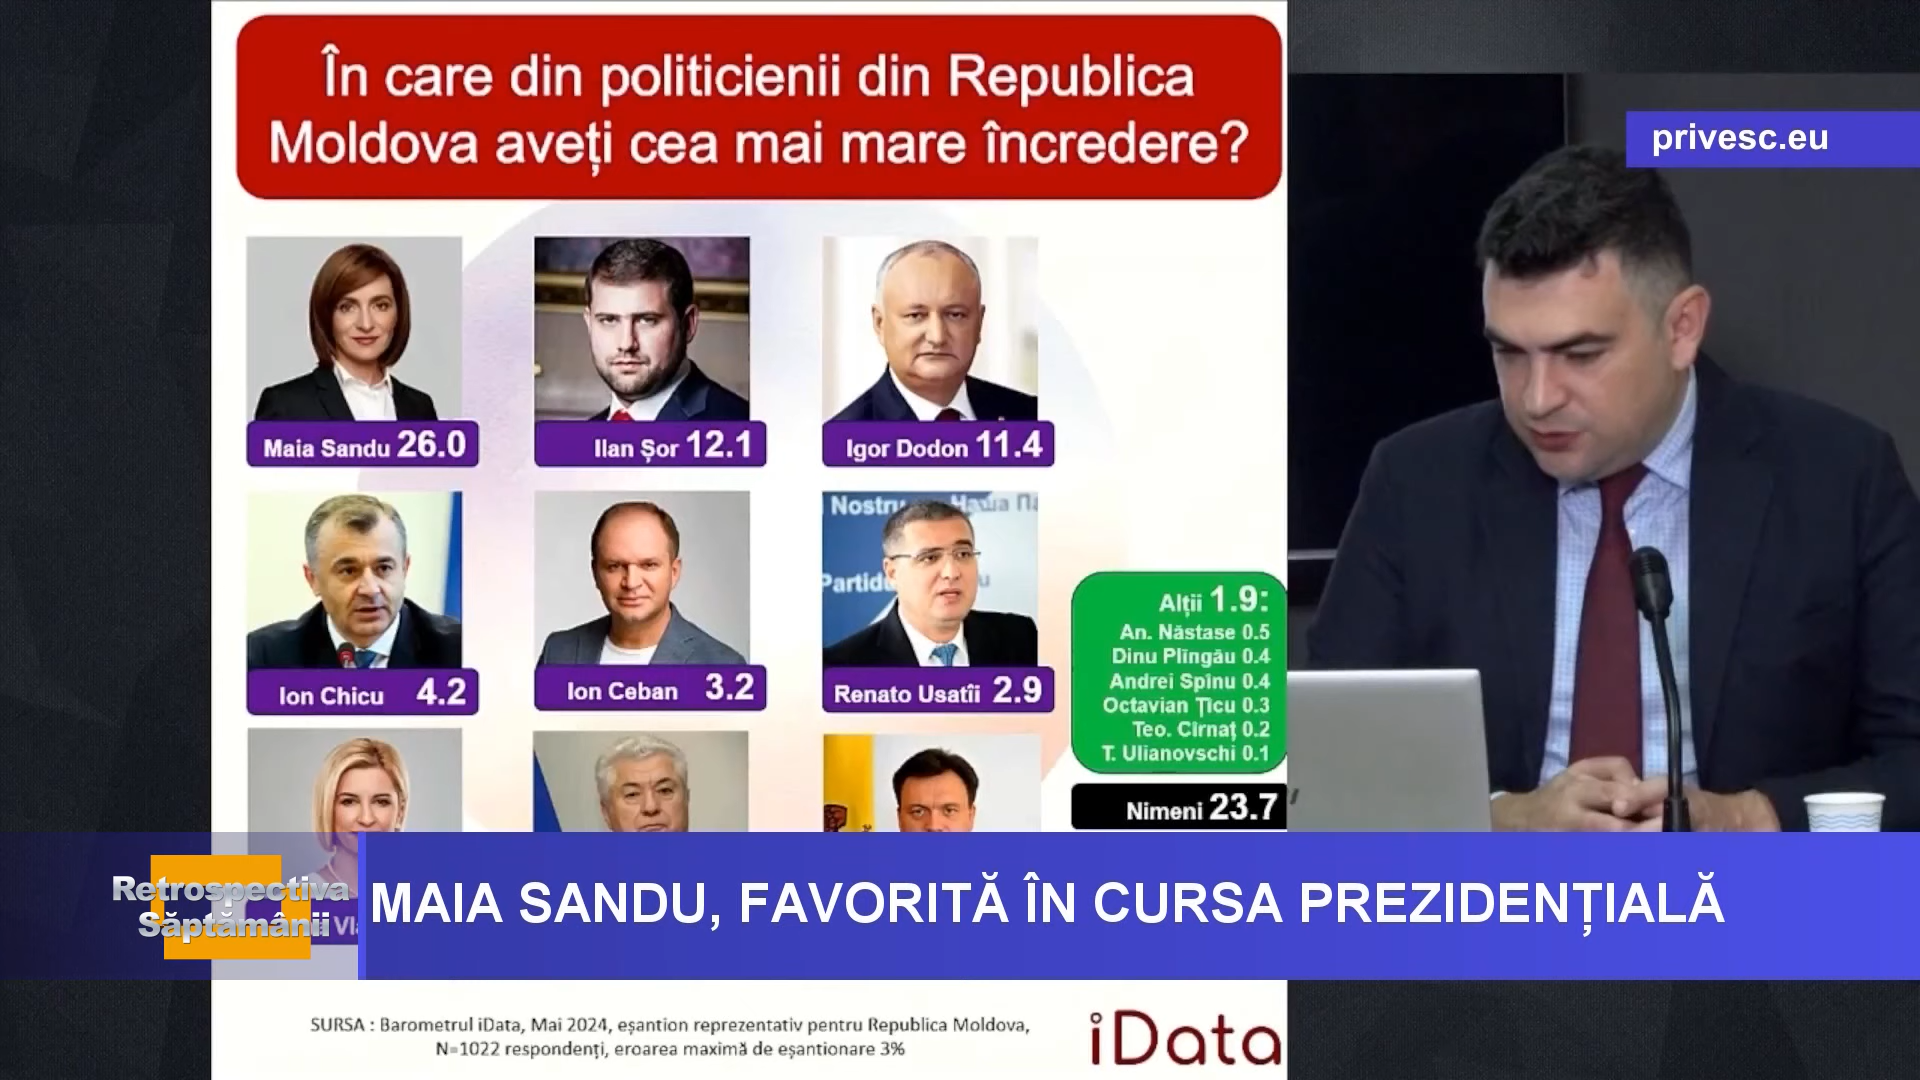 În care din politicienii din Republica
Moldova aveți cea mai mare încredere?
privesc.eu
Maia Sandu 26.0
Ilan Șor 12.1
Igor Dodon 11.4
Nostru
Partidu
Ion Chicu 4.2
Ion Ceban 3.2
Renato Usatîi 2.9
Alții 1.9:
An. Năstase 0.5
Dinu Plîngău 0.4
Andrei Spînu 0.4
Octavian Țîcu 0.3
Teo. Cîrnaț 0.2
T. Ulianovschi 0.1
Nimeni 23.7
Retrospectiva
Săptămânii
MAIA SANDU, FAVORITĂ ÎN CURSA PREZIDENȚIALĂ
SURSA : Barometrul iData, Mai 2024, eșantion reprezentativ pentru Republica Moldova,
N=1022 respondenți, eroarea maximă de eșantionare 3%
iData